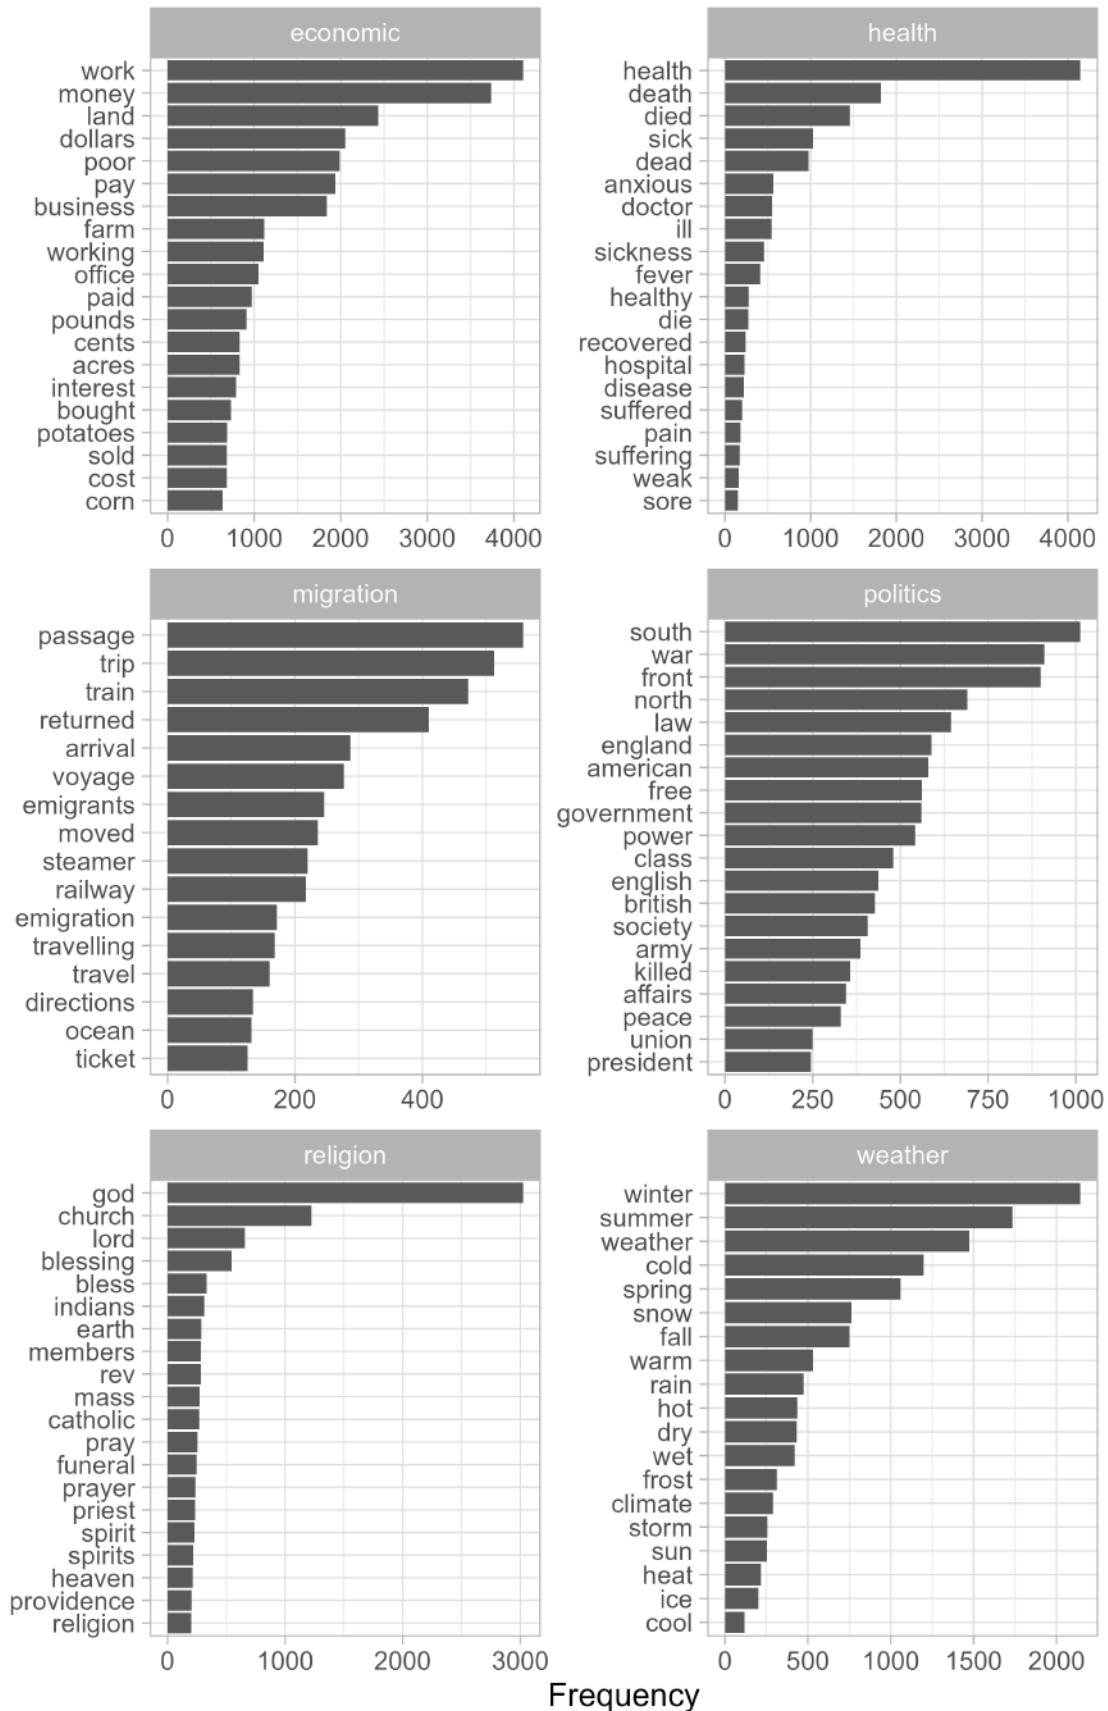 economic
work
money
land
dollars
poor
pay
business
farm
working
office
paid
pounds
cents
acres
interest
bought
potatoes
sold
cost
corn
0 1000 2000 3000 4000
health
health
death
died
sick
dead
anxious
doctor
ill
sickness
fever
healthy
die
recovered
hospital
disease
suffered
pain
suffering
weak
sore
0 1000 2000 3000 4000
migration
passage
trip
train
returned
arrival
voyage
emigrants
moved
steamer
railway
emigration
travelling
travel
directions
ocean
ticket
0 200 400
politics
south
war
front
north
law
england
american
free
government
power
class
english
british
society
army
killed
affairs
peace
union
president
0 250 500 750 1000
religion
god
church
lord
blessing
bless
indians
earth
members
rev
mass
catholic
pray
funeral
prayer
priest
spirit
spirits
heaven
providence
religion
0 1000 2000 3000
weather
winter
summer
weather
cold
spring
snow
fall
warm
rain
hot
dry
wet
frost
climate
storm
sun
heat
ice
cool
0 500 1000 1500 2000
Frequency